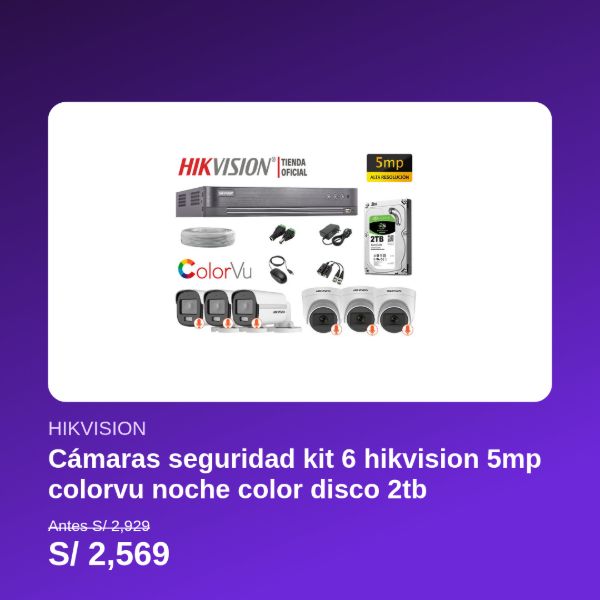 HIKVISION® TIENDA
OFICIAL
5mp
ALTA RESOLUCIÓN
2TB
ColorVu
HIKVISION
Cámaras seguridad kit 6 hikvision 5mp
colorvu noche color disco 2tb
Antes S/ 2,929
S/ 2,569